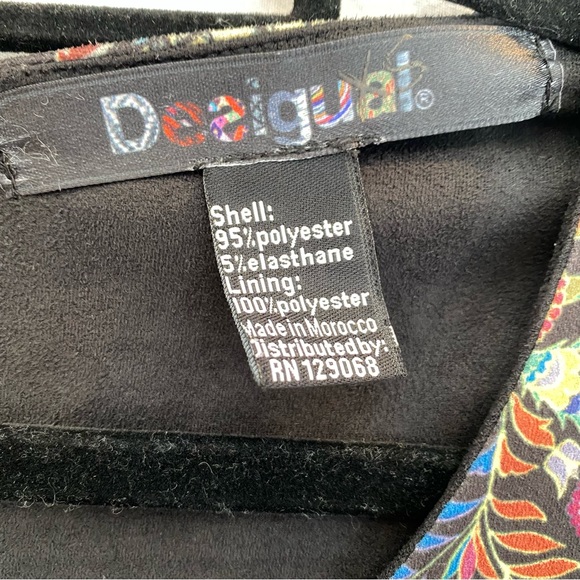 Desigual®
Shell:
95%polyester
5%elasthane
Lining:
100%polyester
Made in Morocco
Distributed by:
RN 129068